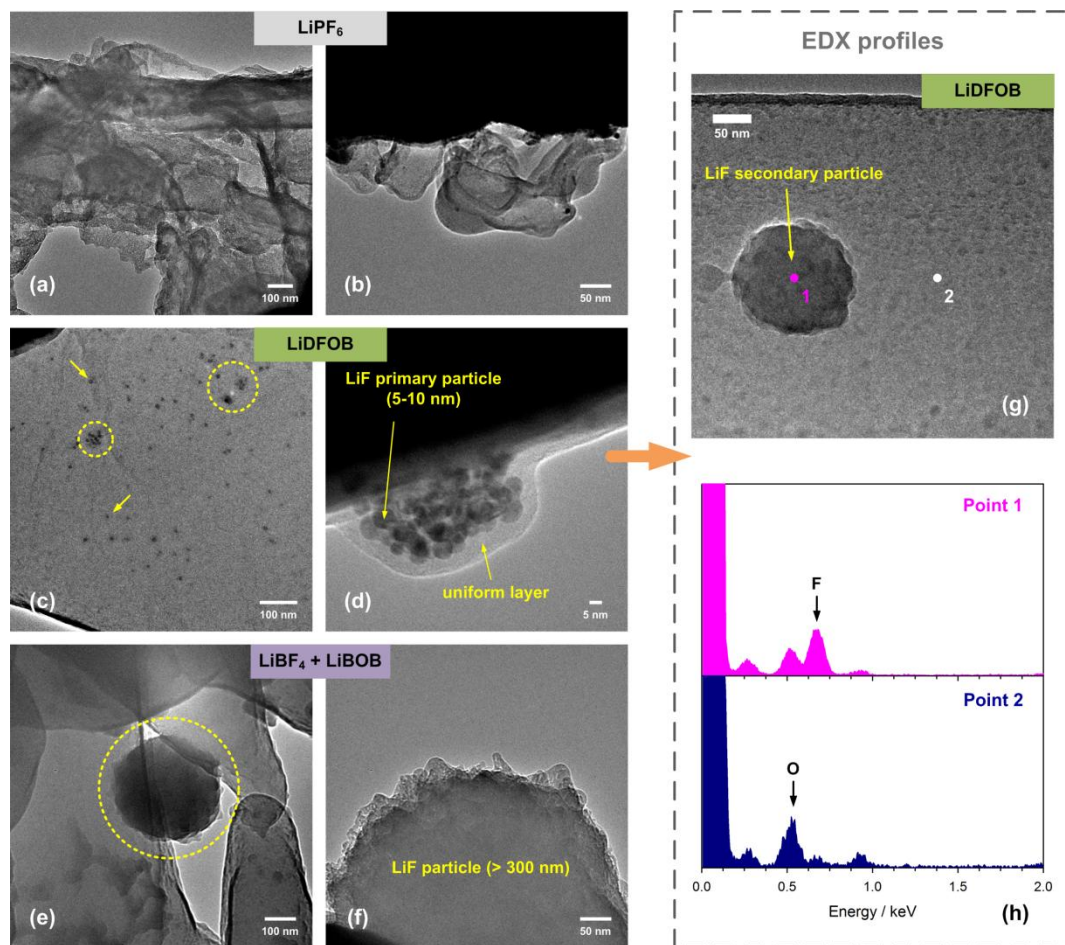 LiPF₆
(a)
100 nm
(b)
50 nm
LiDFOB
(c)
100 nm
LiF primary particle
(5-10 nm)
uniform layer
(d)
5 nm
LiBF₄ + LiBOB
(e)
100 nm
LiF particle (> 300 nm)
(f)
50 nm
EDX profiles
LiDFOB
50 nm
LiF secondary particle
1
2
(g)
Point 1
F
Point 2
O
0.0 0.5 1.0 1.5 2.0
Energy / keV
(h)